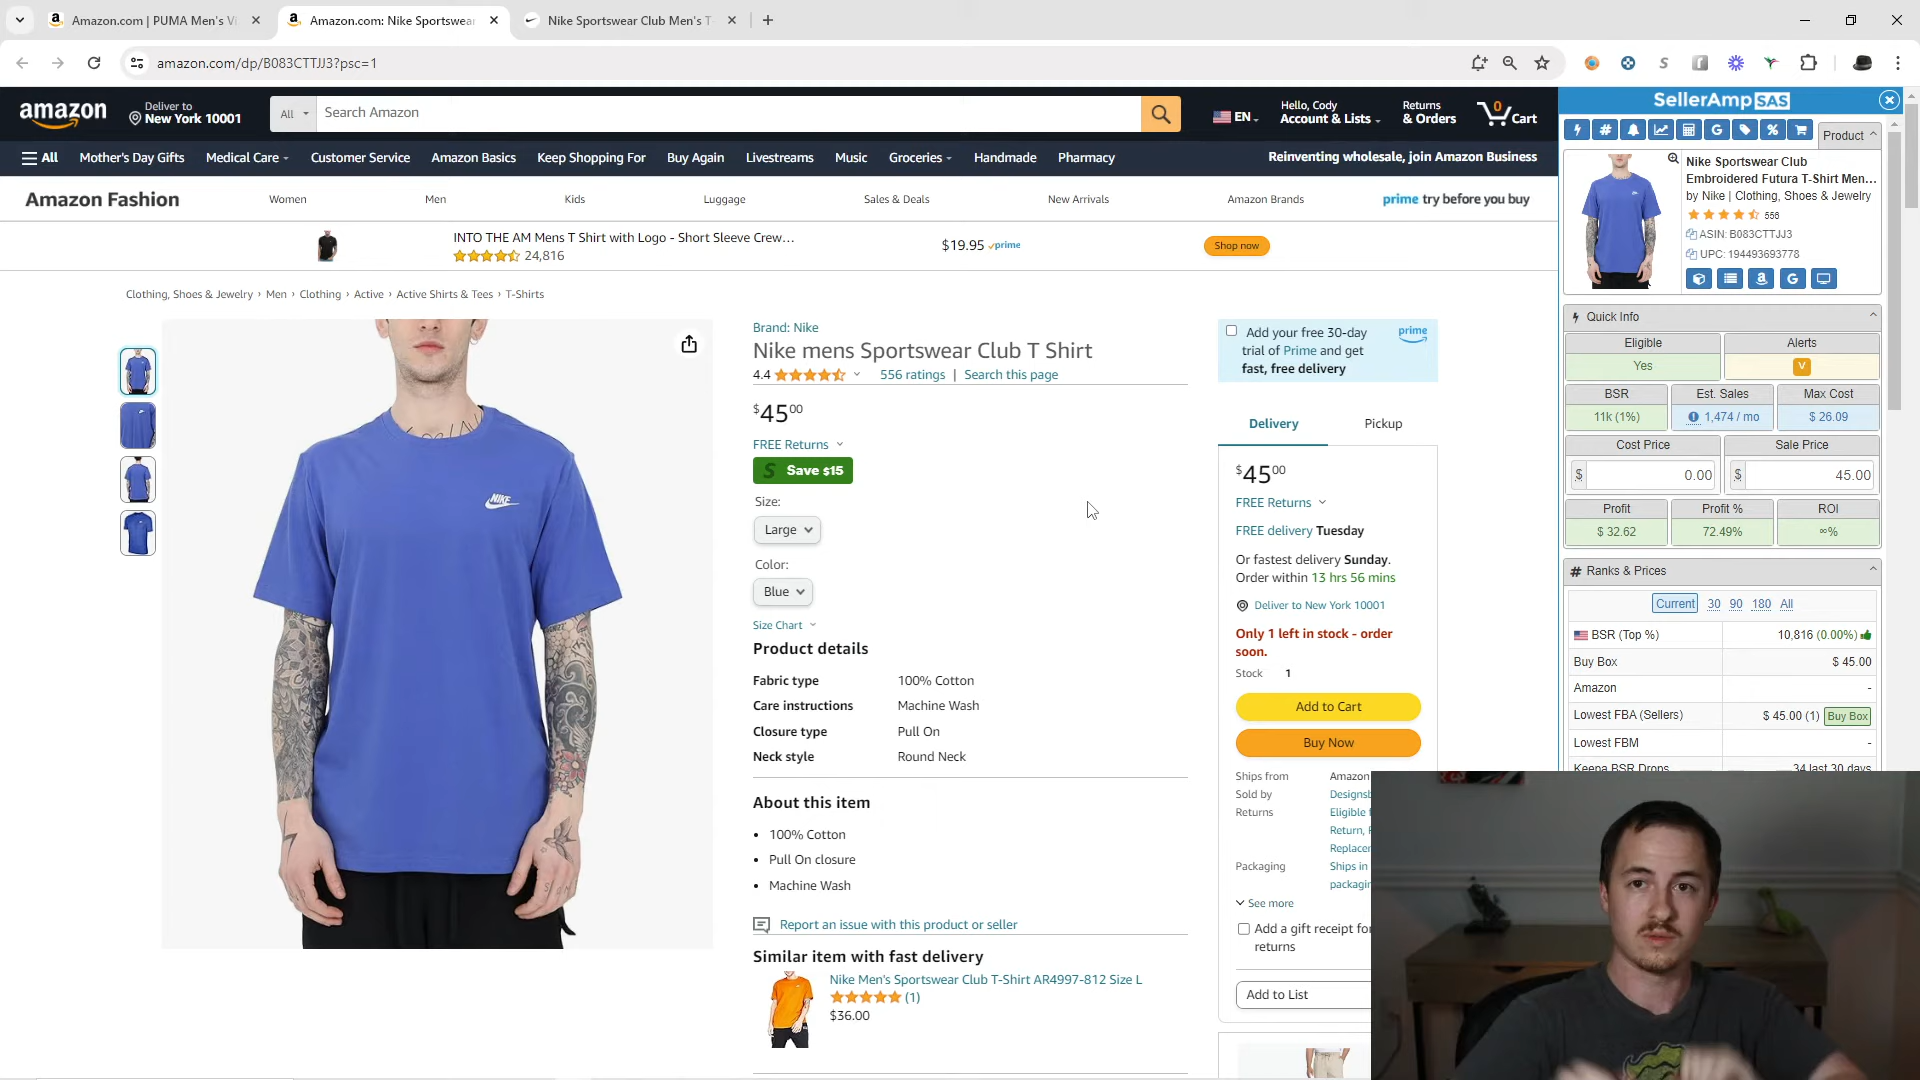 Amazon.com | PUMA Men's Vi
Amazon.com: Nike Sportswear
Nike Sportswear Club Men's T
amazon.com/dp/B083CTTJJ3?psc=1
amazon
Deliver to
New York 10001
All
Search Amazon
EN
Hello, Cody
Account & Lists
Returns
& Orders
0
Cart
All
Mother's Day Gifts
Medical Care
Customer Service
Amazon Basics
Keep Shopping For
Buy Again
Livestreams
Music
Groceries
Handmade
Pharmacy
Reinventing wholesale, join Amazon Business
Amazon Fashion
Women
Men
Kids
Luggage
Sales & Deals
New Arrivals
Amazon Brands
prime try before you buy
INTO THE AM Mens T Shirt with Logo - Short Sleeve Crew...
24,816
$19.95 prime
Shop now
Clothing, Shoes & Jewelry › Men › Clothing › Active › Active Shirts & Tees › T-Shirts
NIKE
Brand: Nike
Nike mens Sportswear Club T Shirt
4.4
556 ratings | Search this page
$45 00
FREE Returns
S Save $15
Size:
Large
Color:
Blue
Size Chart
Product details
Fabric type 100% Cotton
Care instructions Machine Wash
Closure type Pull On
Neck style Round Neck
About this item
• 100% Cotton
• Pull On closure
• Machine Wash
Report an issue with this product or seller
Similar item with fast delivery
Nike Men's Sportswear Club T-Shirt AR4997-812 Size L
(1)
$36.00
Add your free 30-day
trial of Prime and get
fast, free delivery
prime
Delivery
Pickup
$45 00
FREE Returns
FREE delivery Tuesday
Or fastest delivery Sunday.
Order within 13 hrs 56 mins
Deliver to New York 10001
Only 1 left in stock - order
soon.
Stock 1
Add to Cart
Buy Now
Ships from Amazon
Sold by Designsb
Returns Eligible f
Return, R
Replacer
Packaging Ships in
packagin
See more
Add a gift receipt for
returns
Add to List
SellerAmp SAS
Product
Nike Sportswear Club
Embroidered Futura T-Shirt Men...
by Nike | Clothing, Shoes & Jewelry
556
ASIN: B083CTTJJ3
UPC: 194493693778
Quick Info
Eligible
Alerts
Yes
V
BSR
Est. Sales
Max Cost
11k (1%)
1,474 / mo
$ 26.09
Cost Price
Sale Price
$ 0.00
$ 45.00
Profit
Profit %
ROI
$ 32.62
72.49%
∞%
# Ranks & Prices
Current 30 90 180 All
BSR (Top %) 10,816 (0.00%)
Buy Box $ 45.00
Amazon -
Lowest FBA (Sellers) $ 45.00 (1) Buy Box
Lowest FBM -
Keepa BSR Drops 34 last 30 days